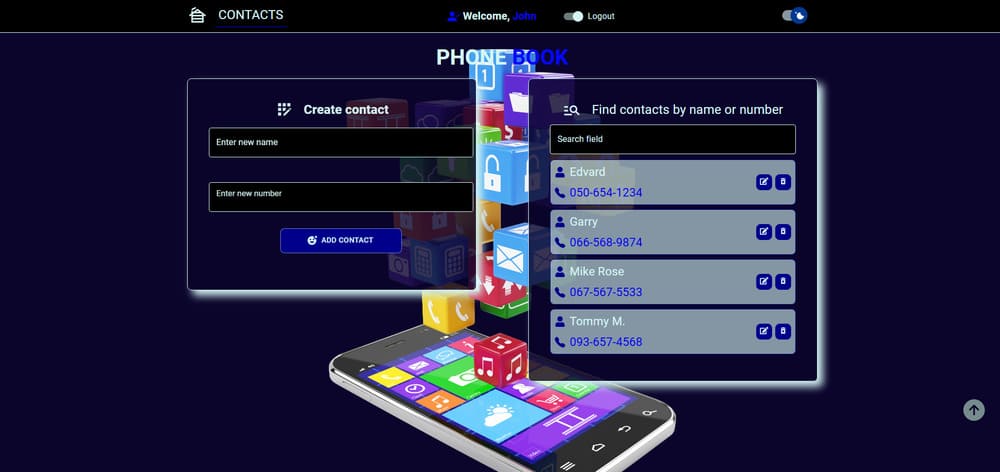 CONTACTS
Welcome, John
Logout
PHONE BOOK
Create contact
Enter new name
Enter new number
ADD CONTACT
Find contacts by name or number
Search field
Edvard
050-654-1234
Garry
066-568-9874
Mike Rose
067-567-5533
Tommy M.
093-657-4568
1